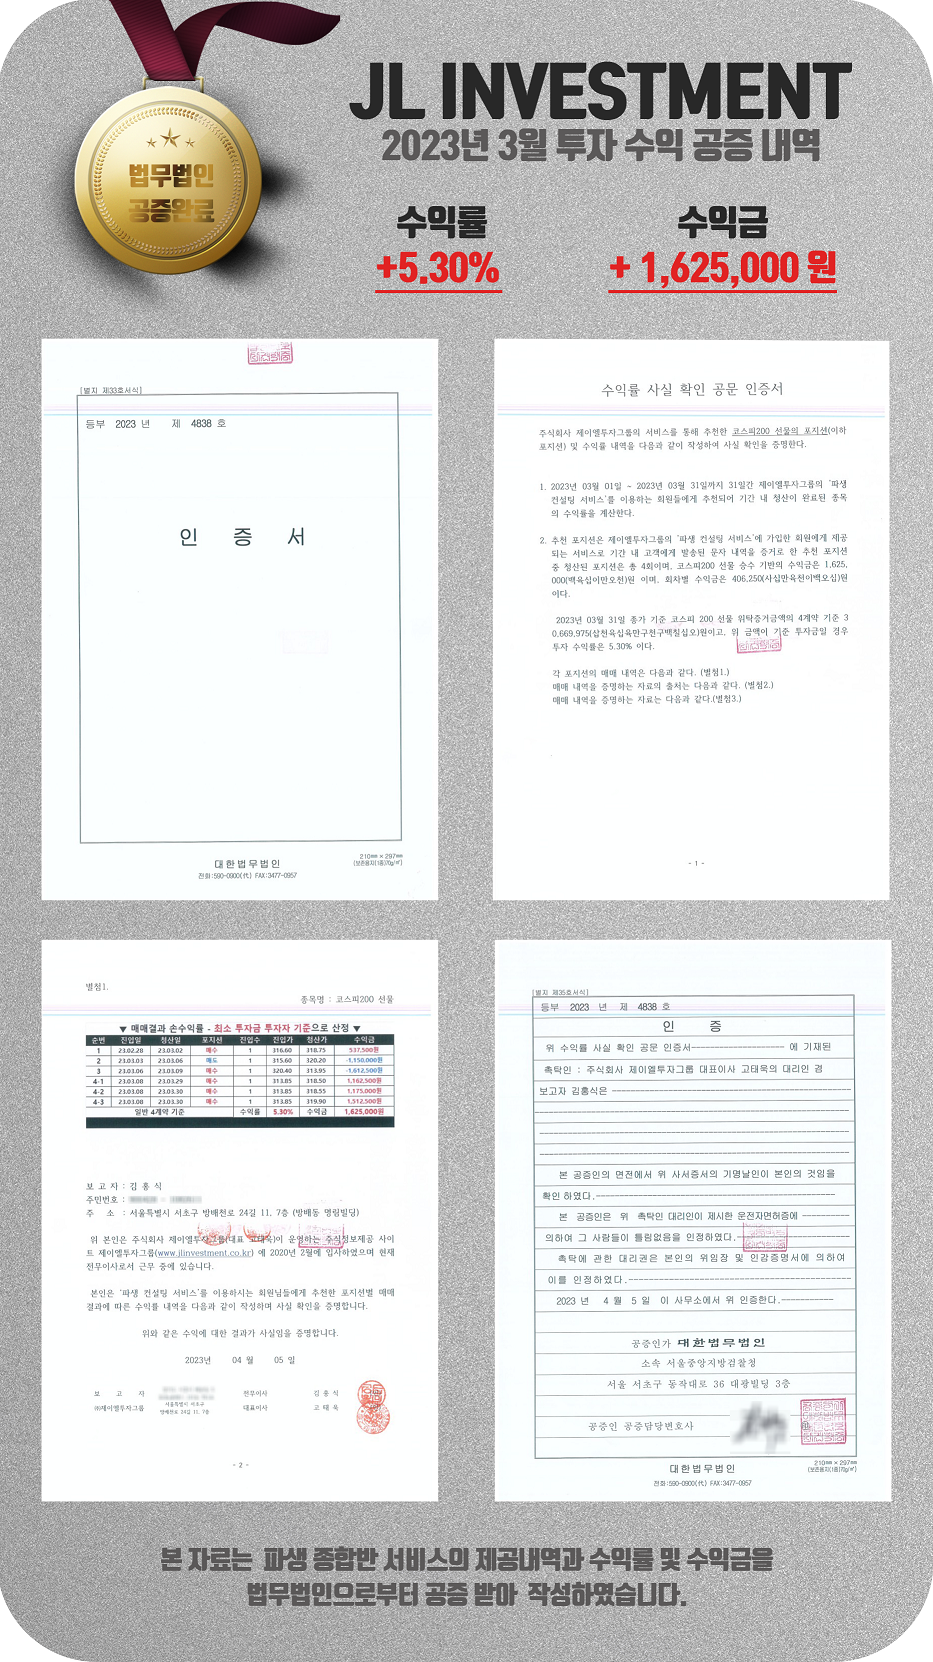 JL INVESTMENT
2023년 3월 투자 수익 공증 내역
법무법인
공증완료
수익률
+5.30%
수익금
+ 1,625,000 원
[별지 제33호서식]
등부 2023 년 제 4838 호
인 증 서
대한법무법인
전화:590-0900(代) FAX:3477-0957
210㎜×297㎜
(보존용지(1종)70g/㎡)
수익률 사실 확인 공문 인증서
주식회사 제이엘투자그룹의 서비스를 통해 추천한 코스피200 선물의 포지션(이하
포지션) 및 수익률 내역을 다음과 같이 작성하여 사실 확인을 증명한다.
1. 2023년 03월 01일 ~ 2023년 03월 31일까지 31일간 제이엘투자그룹의 '파생
컨설팅 서비스'를 이용하는 회원들에게 추천되어 기간 내 청산이 완료된 종목
의 수익률을 계산한다.
2. 추천 포지션은 제이엘투자그룹의 '파생 컨설팅 서비스'에 가입한 회원에게 제공
되는 서비스로 기간 내 고객에게 발송된 문자 내역을 증거로 한 추천 포지션
중 청산된 포지션은 총 4회이며, 코스피200 선물 승수 기반의 수익금은 1,625,
000(백육십이만오천)원 이며, 회차별 수익금은 406,250(사십만육천이백오십)원
이다.
2023년 03월 31일 종가 기준 코스피 200 선물 위탁증거금액의 4계약 기준 3
0,669,975(삼천육십육만구천구백칠십오)원이고, 위 금액이 기준 투자금일 경우
투자 수익률은 5.30% 이다.
각 포지션의 매매 내역은 다음과 같다. (별첨1.)
매매 내역을 증명하는 자료의 출처는 다음과 같다. (별첨2.)
매매 내역을 증명하는 자료는 다음과 같다.(별첨3.)
- 1 -
별첨1.
종목명 : 코스피200 선물
▼ 매매결과 손수익률 - 최소 투자금 투자자 기준으로 산정 ▼
순번 진입일 청산일 포지션 진입수 진입가 청산가 수익금
1 23.02.28 23.03.02 매수 1 316.60 318.75 537,500원
2 23.03.03 23.03.06 매도 1 315.60 320.20 -1,150,000원
3 23.03.06 23.03.09 매수 1 320.40 313.95 -1,612,500원
4-1 23.03.08 23.03.29 매수 1 313.85 318.50 1,162,500원
4-2 23.03.08 23.03.30 매수 1 313.85 318.55 1,175,000원
4-3 23.03.08 23.03.30 매수 1 313.85 319.90 1,512,500원
일반 4계약 기준 수익률 5.30% 수익금 1,625,000원
보 고 자 : 김 홍 식
주민번호 :
주 소 : 서울특별시 서초구 방배천로 24길 11. 7층 (방배동 명림빌딩)
위 본인은 주식회사 제이엘투자그룹(대표 고태욱)이 운영하는 주식정보제공 사이
트 제이엘투자그룹(www.jlinvestment.co.kr) 에 2020년 2월에 입사하였으며 현재
전무이사로서 근무 중에 있습니다.
본인은 '파생 컨설팅 서비스'를 이용하시는 회원님들에게 추천한 포지션별 매매
결과에 따른 수익률 내역을 다음과 같이 작성하며 사실 확인을 증명합니다.
위와 같은 수익에 대한 결과가 사실임을 증명합니다.
2023년 04 월 05 일
보 고 자 전무이사 김 홍 식
서울특별시 서초구
㈜제이엘투자그룹 방배천로 24길 11. 7층 대표이사 고 태 욱
- 2 -
[별지 제35호서식]
등부 2023 년 제 4838 호
인 증
위 수익률 사실 확인 공문 인증서-------------------- 에 기재된
촉탁인 : 주식회사 제이엘투자그룹 대표이사 고태욱의 대리인 겸
보고자 김홍식은 ----------------------------------------
본 공증인의 면전에서 위 사서증서의 기명날인이 본인의 것임을
확인 하였다.----------------------------------------
본 공증인은 위 촉탁인 대리인이 제시한 운전자면허증에 ----------
의하여 그 사람들이 틀림없음을 인정하였다.--------------------
촉탁에 관한 대리권은 본인의 위임장 및 인감증명서에 의하여
이를 인정하였다.----------------------------------------
2023 년 4 월 5 일 이 사무소에서 위 인증한다.----------
공증인가 대한법무법인
소속 서울중앙지방검찰청
서울 서초구 동작대로 36 대광빌딩 3층
공증인 공증담당변호사
대한법무법인
전화:590-0900(代) FAX:3477-0957
210㎜×297㎜
(보존용지(1종)70g/㎡)
본 자료는 파생 종합반 서비스의 제공내역과 수익률 및 수익금을
법무법인으로부터 공증 받아 작성하였습니다.